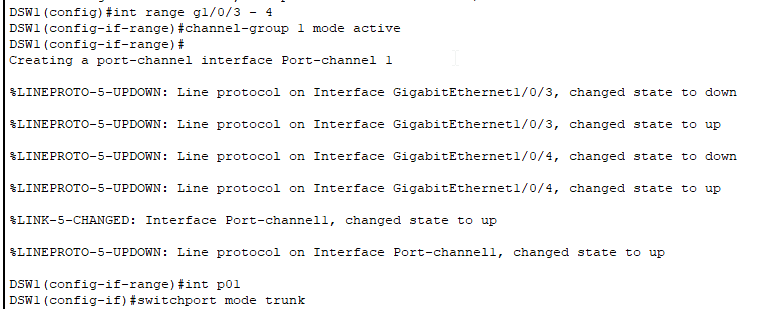 DSW1(config)#int range g1/0/3 - 4
DSW1(config-if-range)#channel-group 1 mode active
DSW1(config-if-range)#
Creating a port-channel interface Port-channel 1
%LINEPROTO-5-UPDOWN: Line protocol on Interface GigabitEthernet1/0/3, changed state to down
%LINEPROTO-5-UPDOWN: Line protocol on Interface GigabitEthernet1/0/3, changed state to up
%LINEPROTO-5-UPDOWN: Line protocol on Interface GigabitEthernet1/0/4, changed state to down
%LINEPROTO-5-UPDOWN: Line protocol on Interface GigabitEthernet1/0/4, changed state to up
%LINK-5-CHANGED: Interface Port-channel1, changed state to up
%LINEPROTO-5-UPDOWN: Line protocol on Interface Port-channel1, changed state to up
DSW1(config-if-range)#int p01
DSW1(config-if)#switchport mode trunk